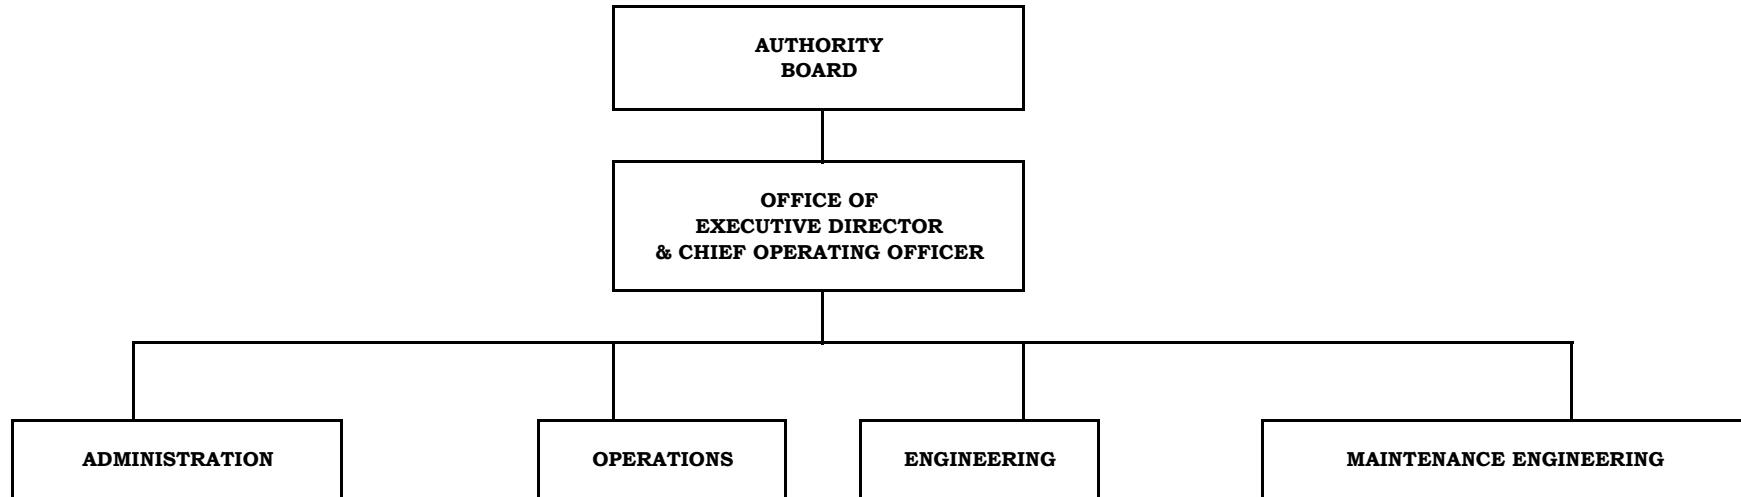 AUTHORITY
BOARD
OFFICE OF
EXECUTIVE DIRECTOR
& CHIEF OPERATING OFFICER
ADMINISTRATION
OPERATIONS
ENGINEERING
MAINTENANCE ENGINEERING